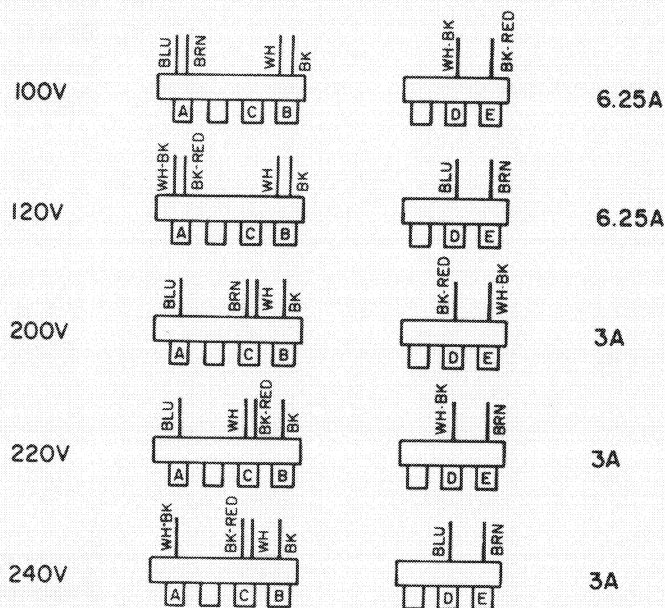 BLU BRN WH BK WH-BK BK-RED
100V A C B D E 6.25A
WH-BK BK-RED WH BK BLU BRN
120V A C B D E 6.25A
BLU BRN WH BK BK-RED WH-BK
200V A C B D E 3A
BLU WH BK-RED BK WH-BK BRN
220V A C B D E 3A
WH-BK BK-RED WH BK BLU BRN
240V A C B D E 3A